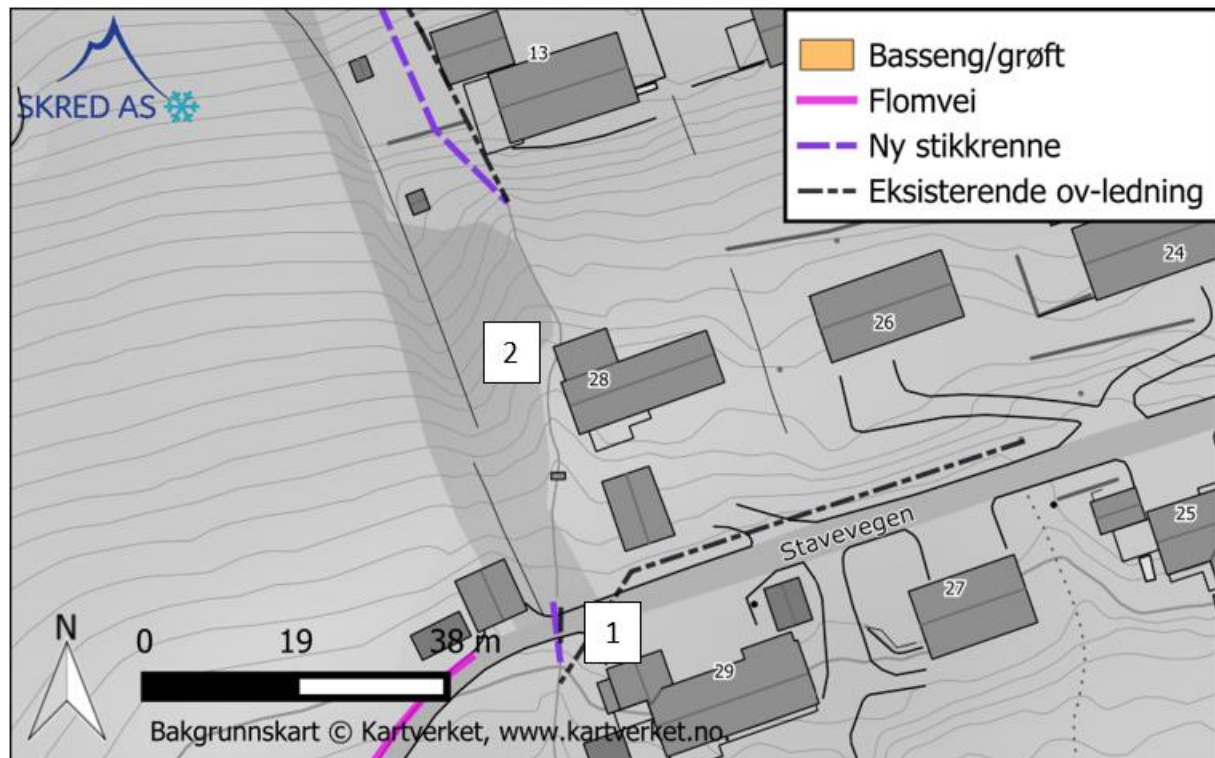 SKRED AS
Basseng/grøft
Flomvei
Ny stikkrenne
Eksisterende ov-ledning
13
24
26
2
28
Stavevegen
25
27
1
29
N
0 19 38 m
Bakgrunnskart © Kartverket, www.kartverket.no.